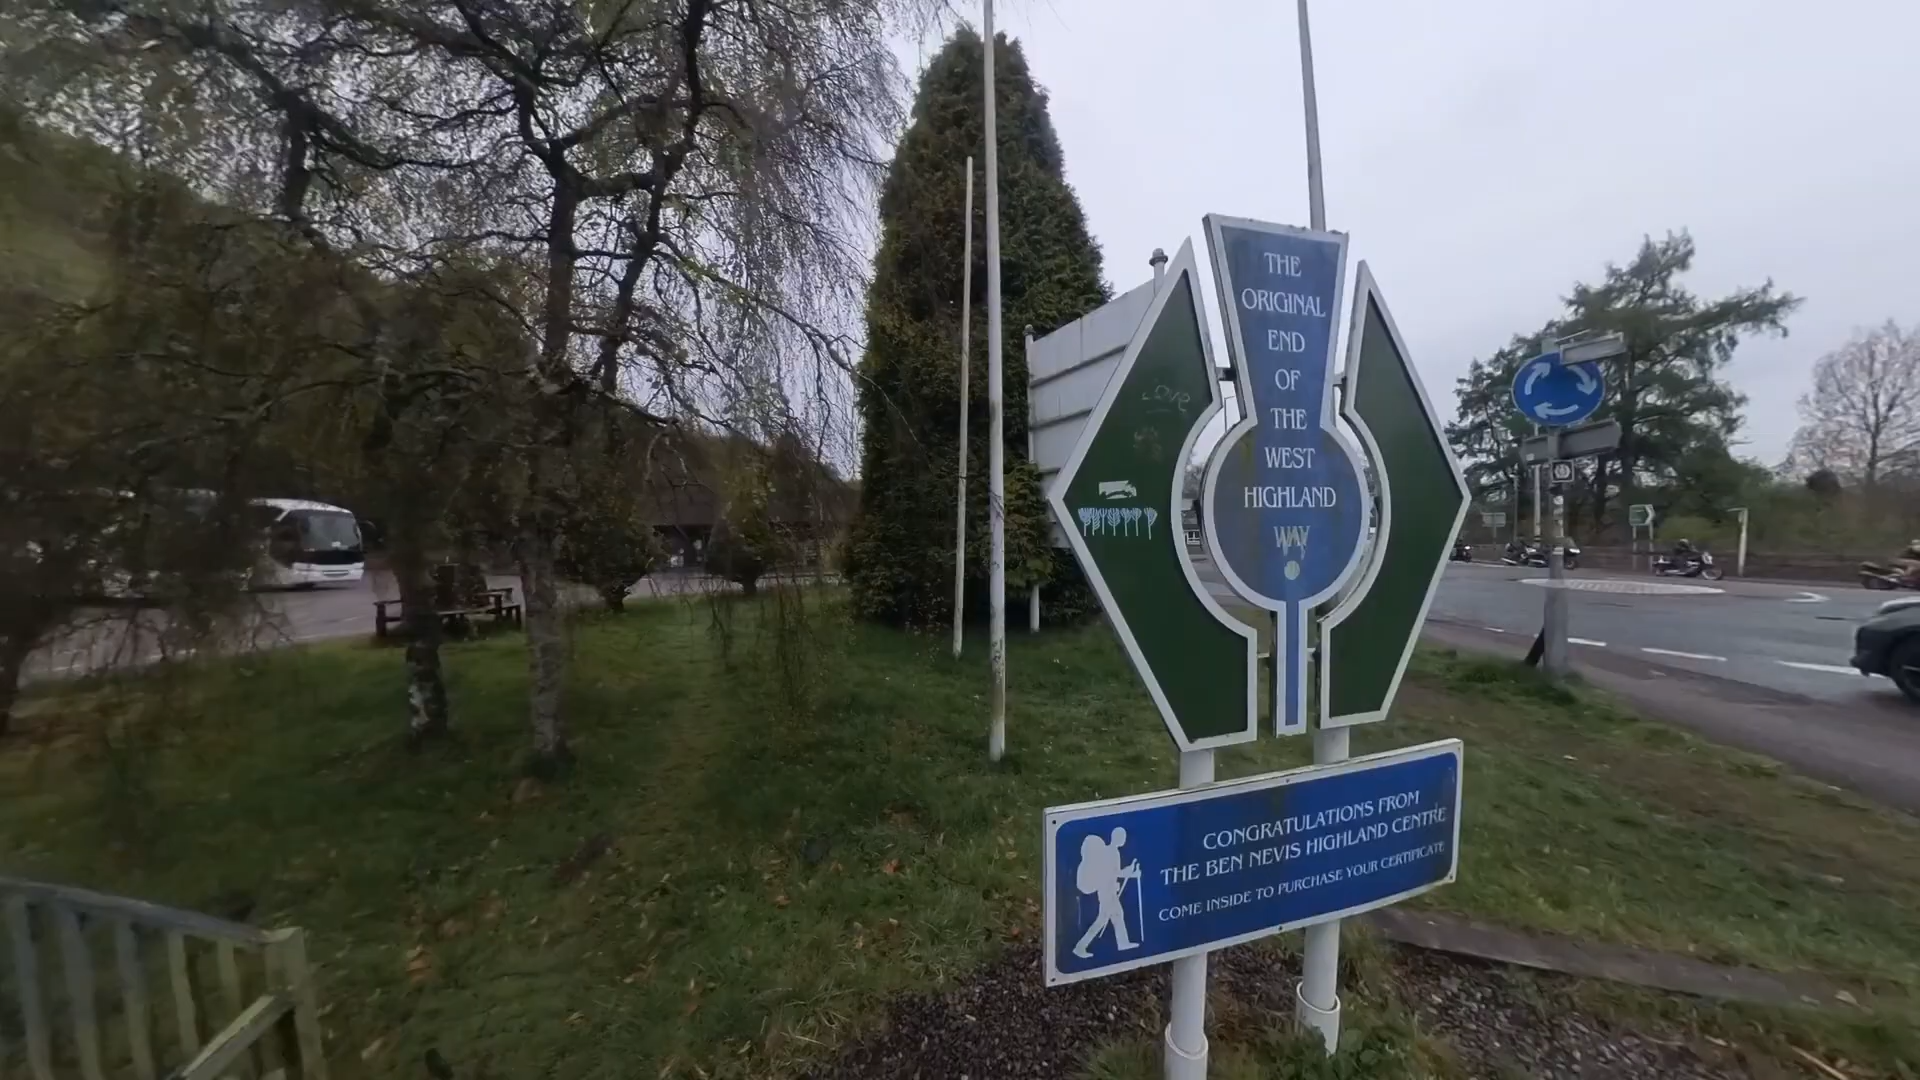 THE
ORIGINAL
END
OF
THE
WEST
HIGHLAND
WAY
CONGRATULATIONS FROM
THE BEN NEVIS HIGHLAND CENTRE
COME INSIDE TO PURCHASE YOUR CERTIFICATE